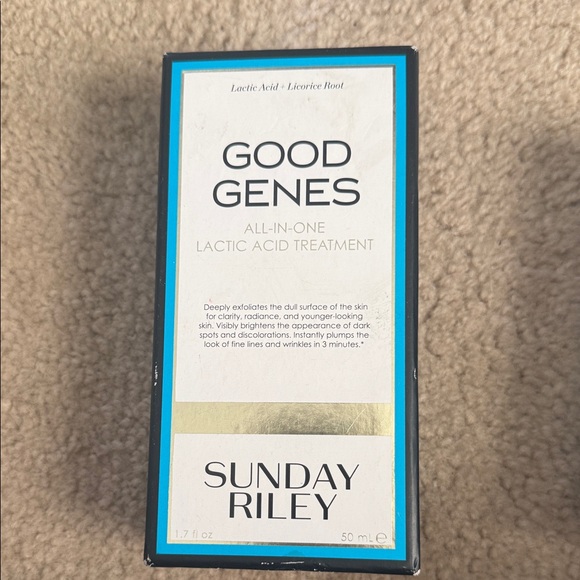 Lactic Acid + Licorice Root
GOOD
GENES
ALL-IN-ONE
LACTIC ACID TREATMENT
Deeply exfoliates the dull surface of the skin
for clarity, radiance, and younger-looking
skin. Visibly brightens the appearance of dark
spots and discolorations. Instantly plumps the
look of fine lines and wrinkles in 3 minutes.*
SUNDAY
RILEY
1.7 fl oz 50 mL ℮